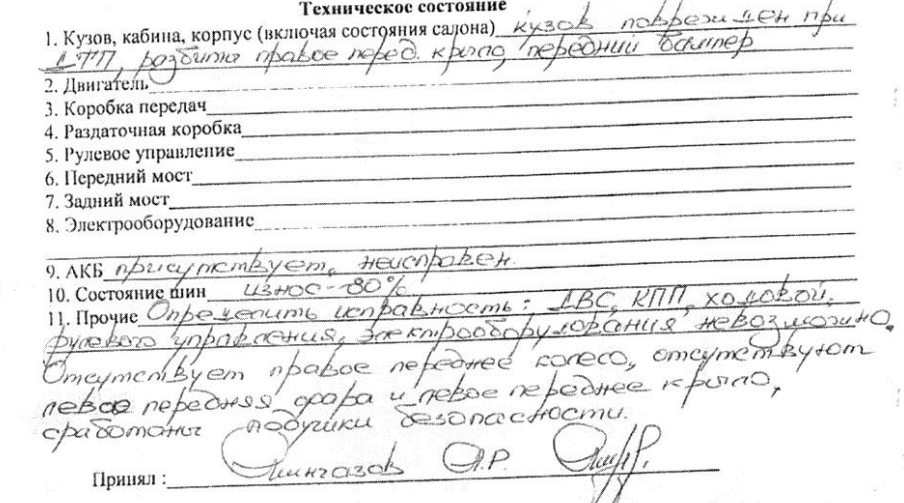 Техническое состояние
1. Кузов, кабина, корпус (включая состояния салона) кузов поврежден при
ДТП, разбиты правое перед. крыло, передний бампер
2. Двигатель
3. Коробка передач
4. Раздаточная коробка
5. Рулевое управление
6. Передний мост
7. Задний мост
8. Электрооборудование
9. АКБ присутствует, неисправен.
10. Состояние шин износ-80%
11. Прочие Определить исправность: ДВС, КПП, ходовой,
рулевого управления, электрооборудования невозможно.
Отсутствует правое переднее колесо, отсутствуют
левая передняя фара и левое переднее крыло,
сработаны подушки безопасности.
Принял : Мингазов Я.Р.